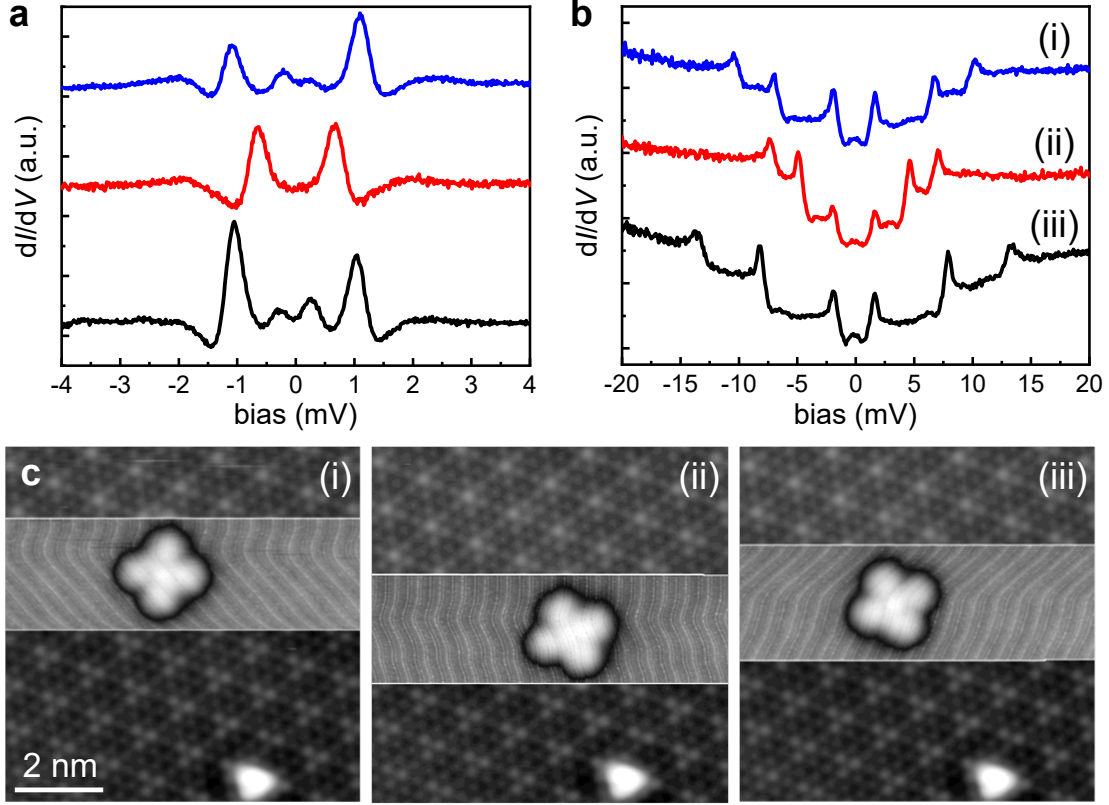 a
b
(i)
(ii)
(iii)
dI/dV (a.u.)
dI/dV (a.u.)
-4 -3 -2 -1 0 1 2 3 4
-20 -15 -10 -5 0 5 10 15 20
bias (mV)
bias (mV)
c
(i)
(ii)
(iii)
2 nm